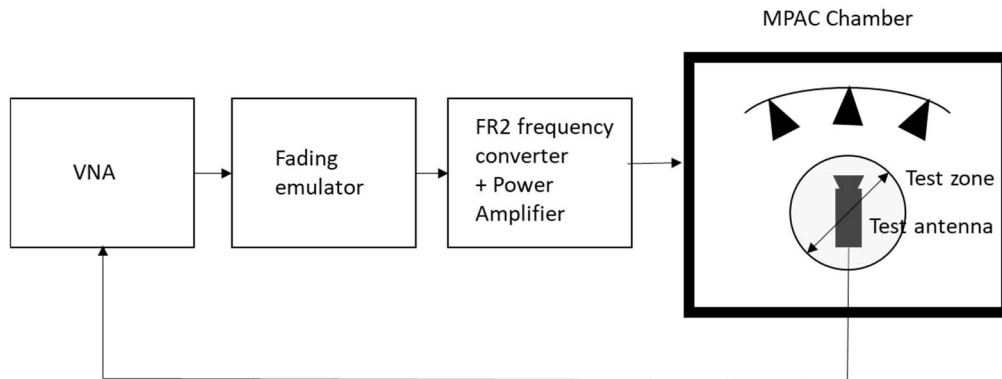 MPAC Chamber
VNA
Fading
emulator
FR2 frequency
converter
+ Power
Amplifier
Test zone
Test antenna